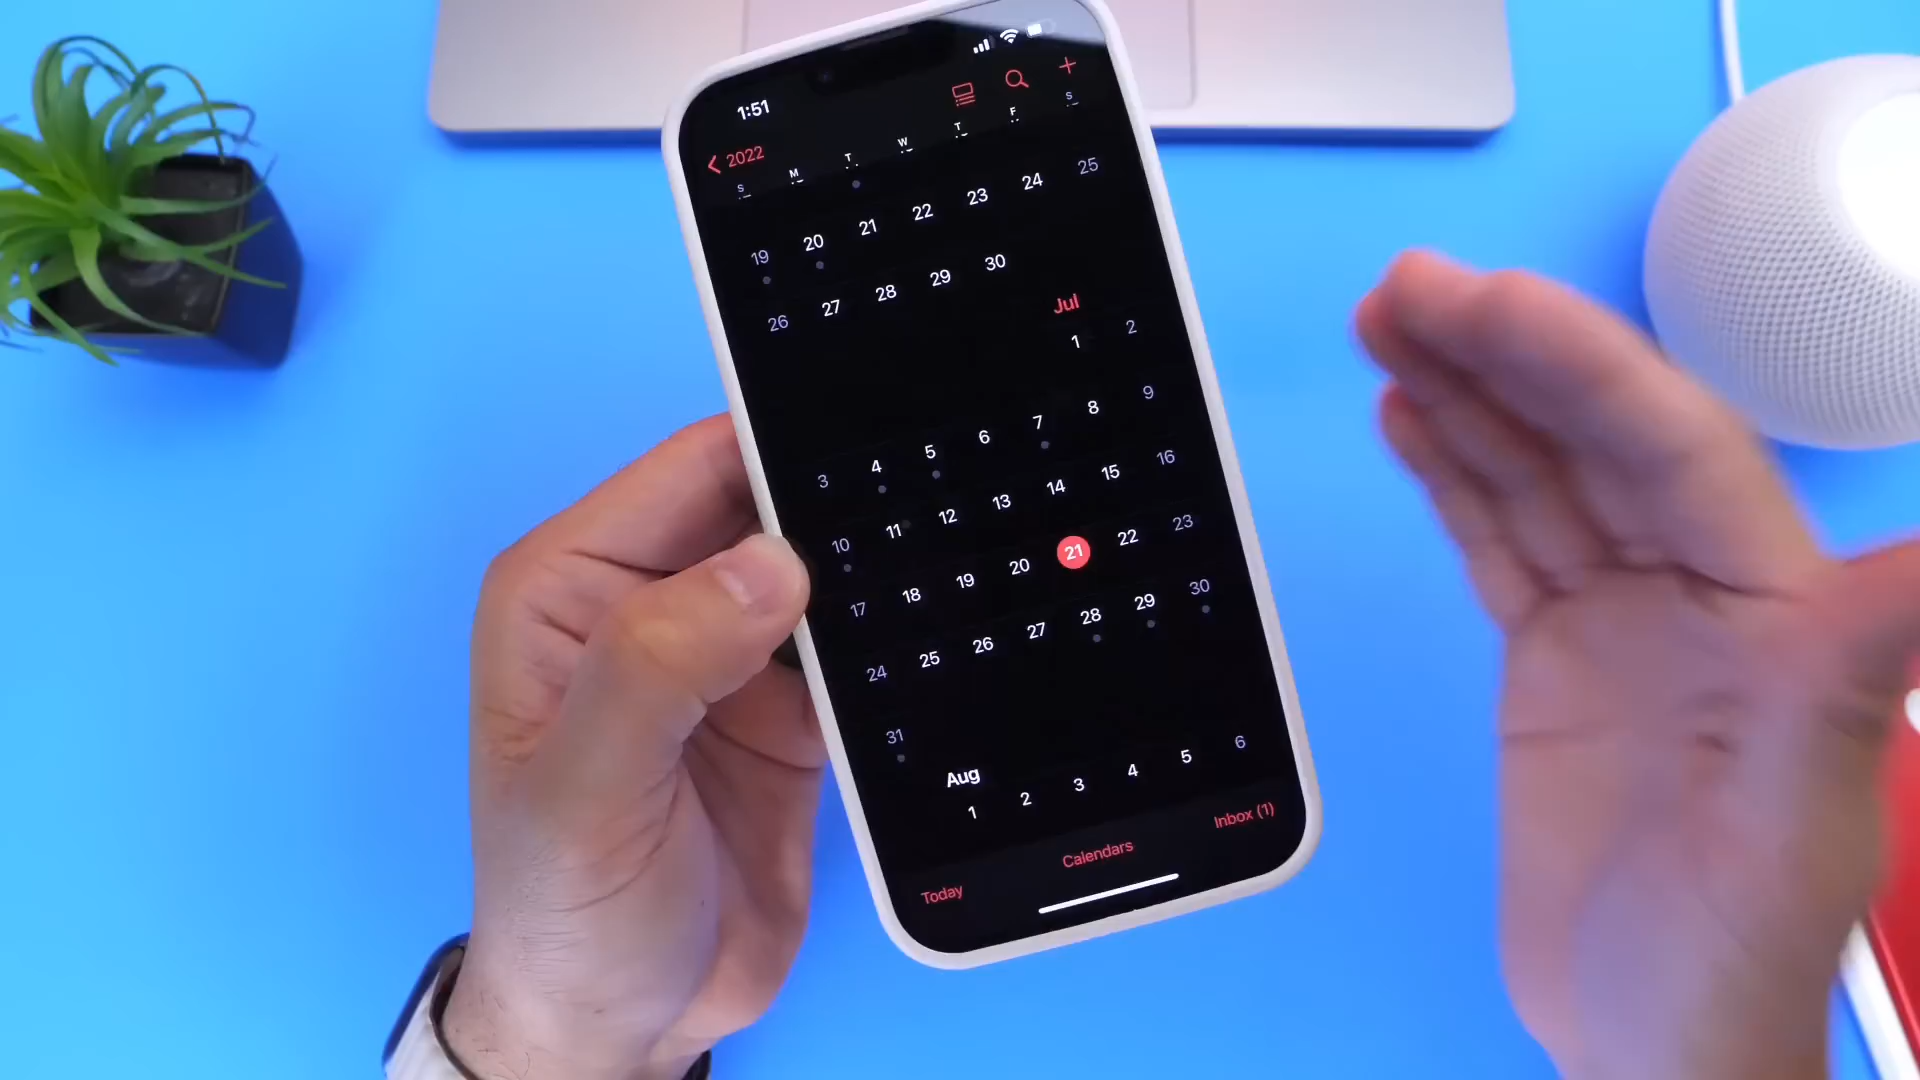 1:51
2022
S M T W T F S
19 20 21 22 23 24 25
26 27 28 29 30
Jul
1 2
3 4 5 6 7 8 9
10 11 12 13 14 15 16
17 18 19 20 21 22 23
24 25 26 27 28 29 30
31
Aug
1 2 3 4 5 6
Today Calendars Inbox (1)